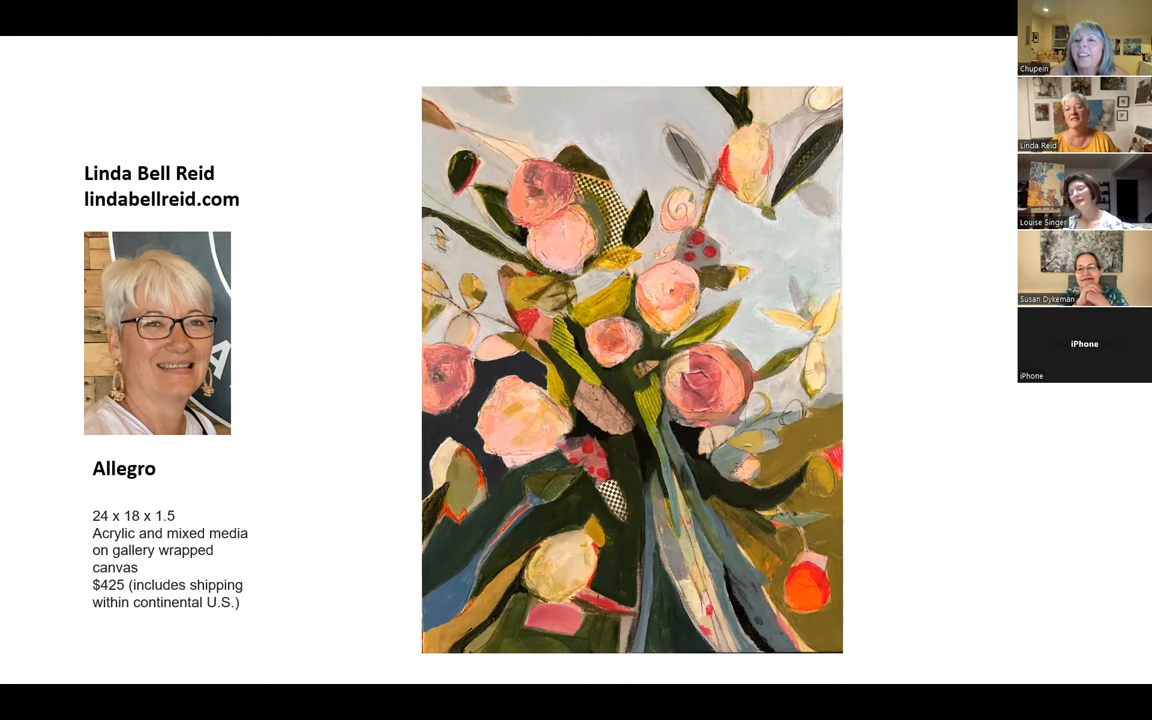 Linda Bell Reid
lindabellreid.com
Allegro
24 x 18 x 1.5
Acrylic and mixed media
on gallery wrapped
canvas
$425 (includes shipping
within continental U.S.)
Chupein
Linda Reid
Louise Singer
Susan Dykeman
iPhone
iPhone